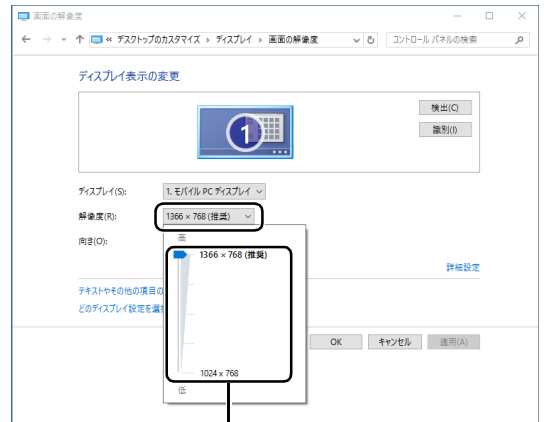 画面の解像度
« デスクトップのカスタマイズ › ディスプレイ › 画面の解像度
コントロール パネルの検索
ディスプレイ表示の変更
検出(C)
識別(I)
1
ディスプレイ(S):
1. モバイル PC ディスプレイ
解像度(R):
1366 × 768 (推奨)
向き(O):
高
1366 × 768 (推奨)
詳細設定
テキストやその他の項目の
どのディスプレイ設定を選
OK
キャンセル
適用(A)
1024 x 768
低